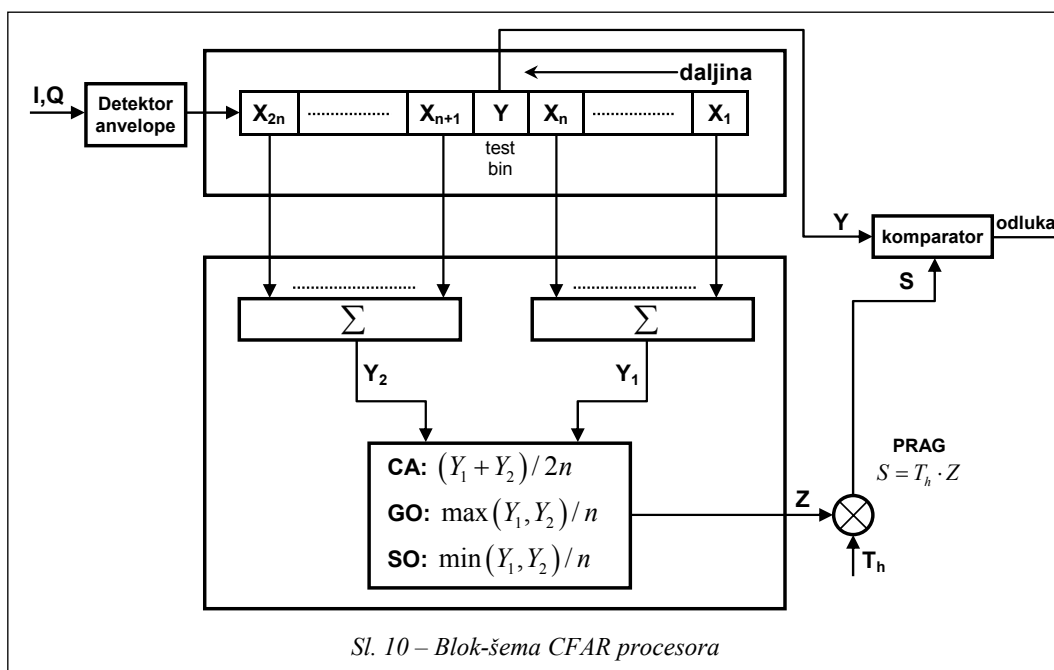 daljina
I,Q
Detektor
anvelope
X₂ₙ ................. Xₙ₊₁ Y Xₙ ................. X₁
test
bin
Y
komparator
odluka
S
........................ ........................
∑ ∑
Y₂ Y₁
PRAG
S = Tₕ · Z
CA: (Y₁ + Y₂) / 2n
GO: max(Y₁, Y₂) / n
SO: min(Y₁, Y₂) / n
Z
Tₕ
Sl. 10 – Blok-šema CFAR procesora